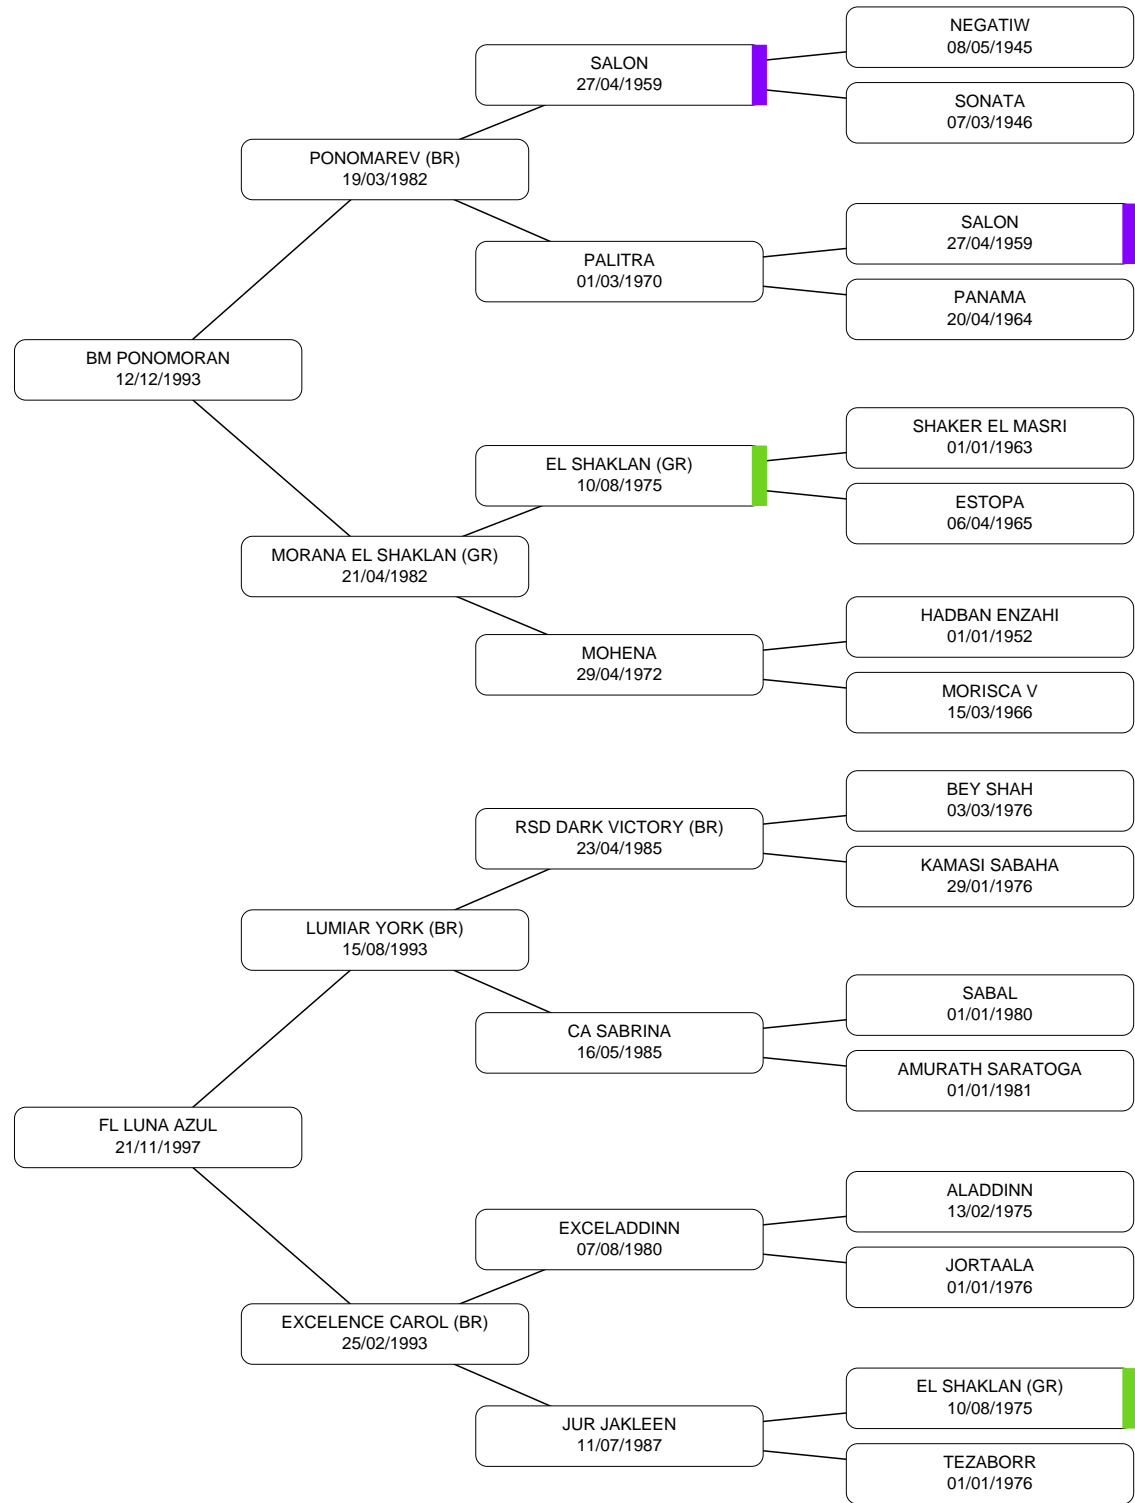 NEGATIW
08/05/1945
SALON
27/04/1959
SONATA
07/03/1946
PONOMAREV (BR)
19/03/1982
SALON
27/04/1959
PALITRA
01/03/1970
PANAMA
20/04/1964
BM PONOMORAN
12/12/1993
SHAKER EL MASRI
01/01/1963
EL SHAKLAN (GR)
10/08/1975
ESTOPA
06/04/1965
MORANA EL SHAKLAN (GR)
21/04/1982
HADBAN ENZAHI
01/01/1952
MOHENA
29/04/1972
MORISCA V
15/03/1966
BEY SHAH
03/03/1976
RSD DARK VICTORY (BR)
23/04/1985
KAMASI SABAHA
29/01/1976
LUMIAR YORK (BR)
15/08/1993
SABAL
01/01/1980
CA SABRINA
16/05/1985
AMURATH SARATOGA
01/01/1981
FL LUNA AZUL
21/11/1997
ALADDINN
13/02/1975
EXCELADDINN
07/08/1980
JORTAALA
01/01/1976
EXCELENCE CAROL (BR)
25/02/1993
EL SHAKLAN (GR)
10/08/1975
JUR JAKLEEN
11/07/1987
TEZABORR
01/01/1976